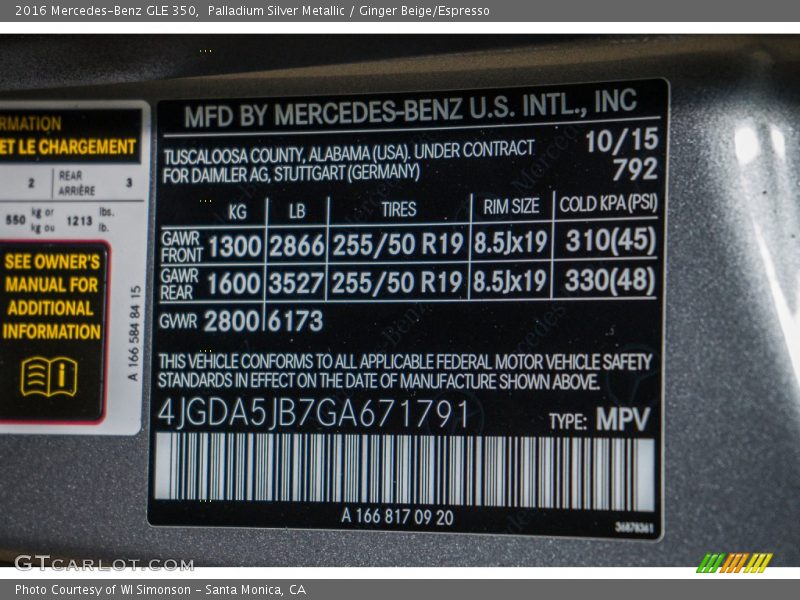 2016 Mercedes-Benz GLE 350,  Palladium Silver Metallic / Ginger Beige/Espresso
RMATION
ET LE CHARGEMENT
2 REAR ARRIÈRE 3
550 kg or kg ou 1213 lbs. lb.
SEE OWNER'S
MANUAL FOR
ADDITIONAL
INFORMATION
A 166 584 84 15
MFD BY MERCEDES-BENZ U.S. INTL., INC
TUSCALOOSA COUNTY, ALABAMA (USA), UNDER CONTRACT
FOR DAIMLER AG, STUTTGART (GERMANY)
10/15
792
KG LB TIRES RIM SIZE COLD KPA (PSI)
GAWR FRONT 1300 2866 255/50 R19 8.5Jx19 310(45)
GAWR REAR 1600 3527 255/50 R19 8.5Jx19 330(48)
GVWR 2800 6173
THIS VEHICLE CONFORMS TO ALL APPLICABLE FEDERAL MOTOR VEHICLE SAFETY
STANDARDS IN EFFECT ON THE DATE OF MANUFACTURE SHOWN ABOVE.
4JGDA5JB7GA671791 TYPE: MPV
A 166 817 09 20
36878361
GTcarlot.com
Photo Courtesy of WI Simonson - Santa Monica, CA